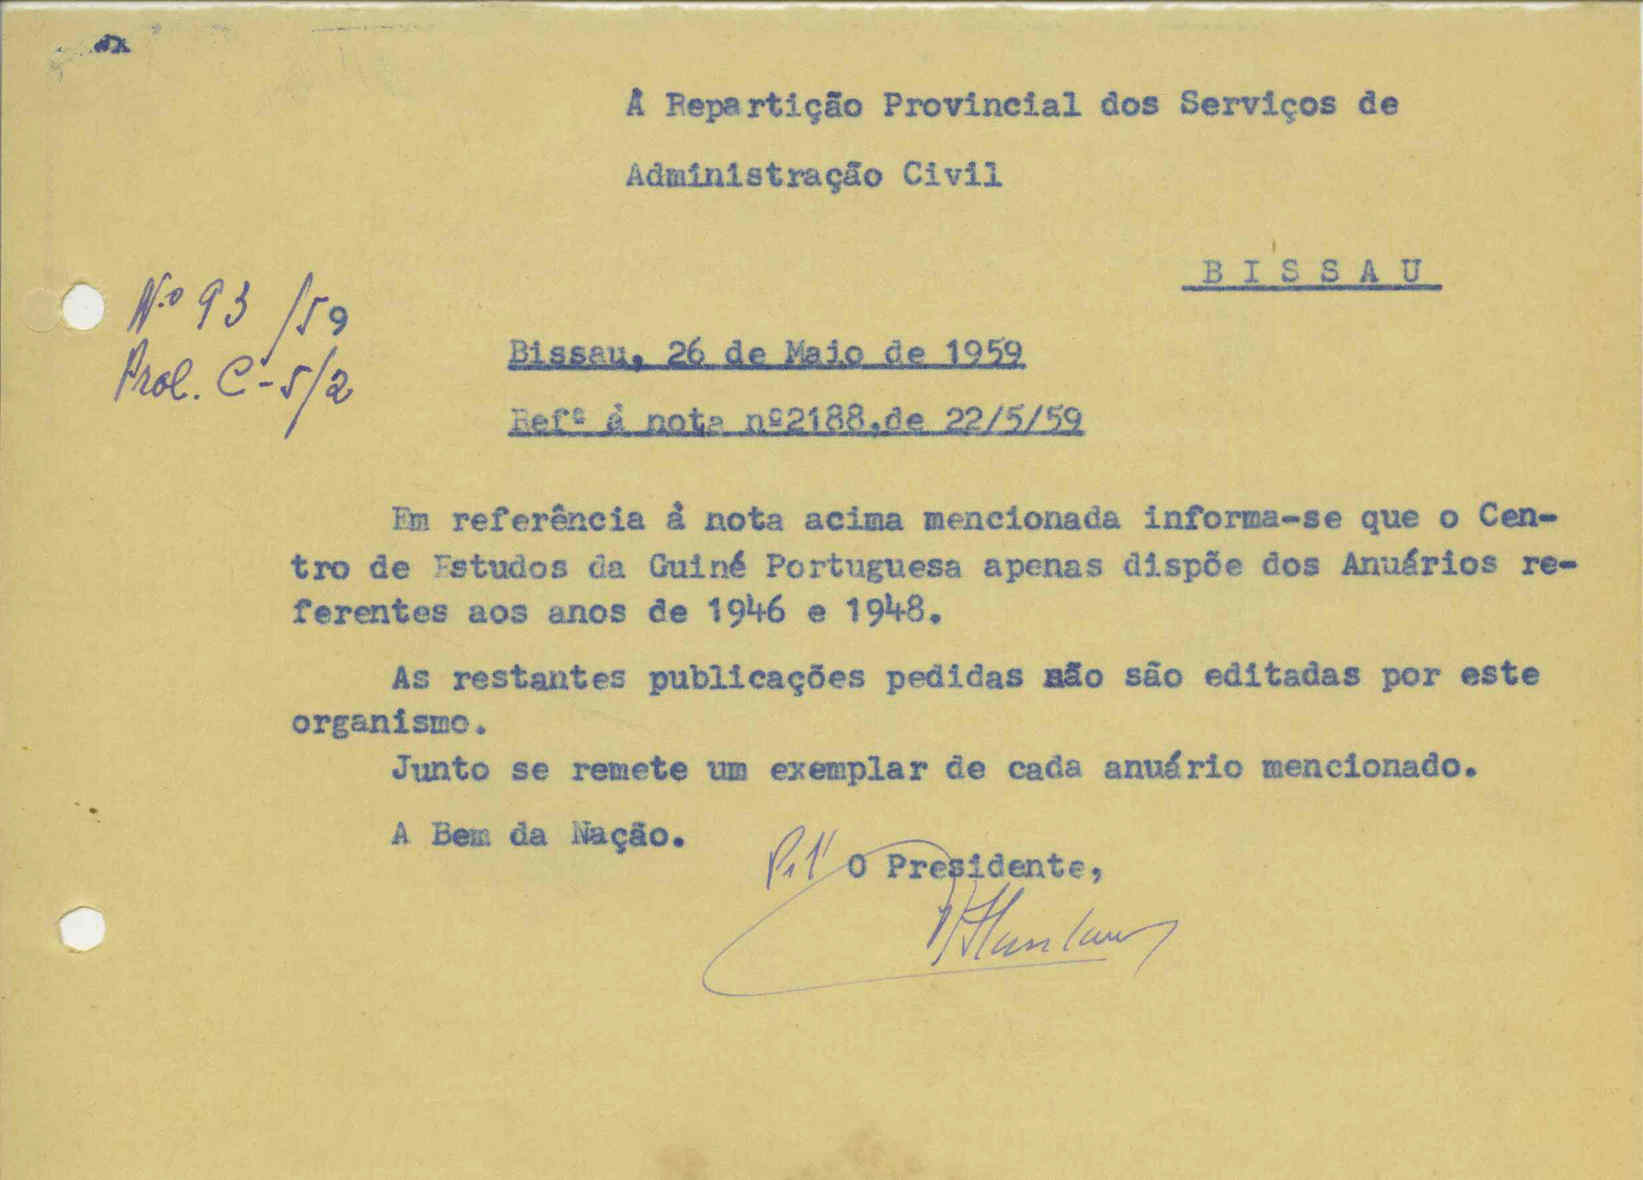 À Repartição Provincial dos Serviços de
Administração Civil
BISSAU
Nº 93/59
Prol. C-5/2
Bissau, 26 de Maio de 1959
Refª à nota nº2188,de 22/5/59
Em referência à nota acima mencionada informa-se que o Cen-
tro de Estudos da Guiné Portuguesa apenas dispõe dos Anuários re-
ferentes aos anos de 1946 e 1948.
As restantes publicações pedidas não são editadas por este
organismo.
Junto se remete um exemplar de cada anuário mencionado.
A Bem da Nação.
O Presidente,